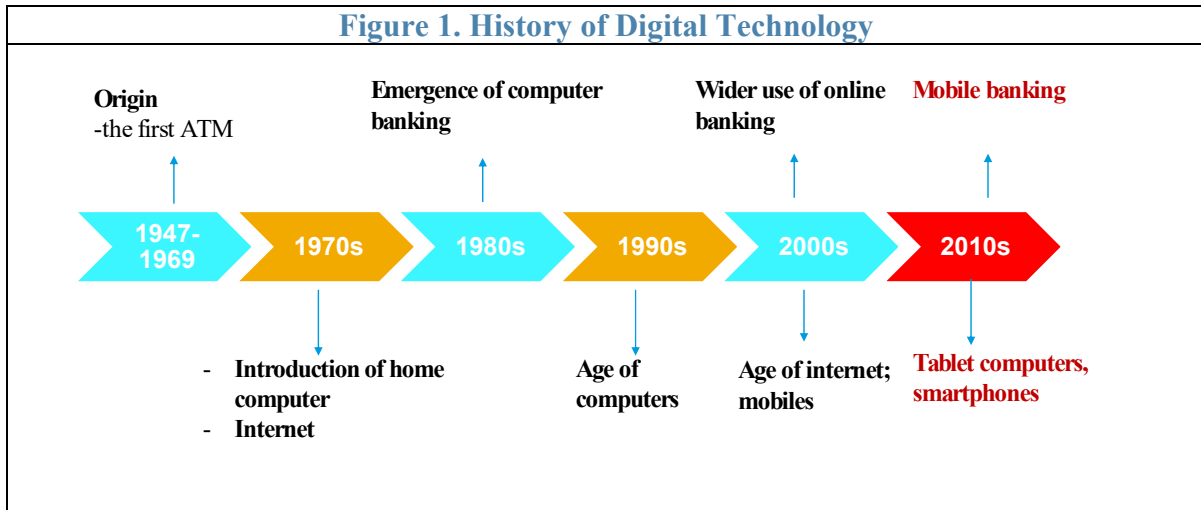 Figure 1. History of Digital Technology
Origin
-the first ATM
Emergence of computer
banking
Wider use of online
banking
Mobile banking
1947-
1969
1970s
1980s
1990s
2000s
2010s
- Introduction of home
computer
- Internet
Age of
computers
Age of internet;
mobiles
Tablet computers,
smartphones